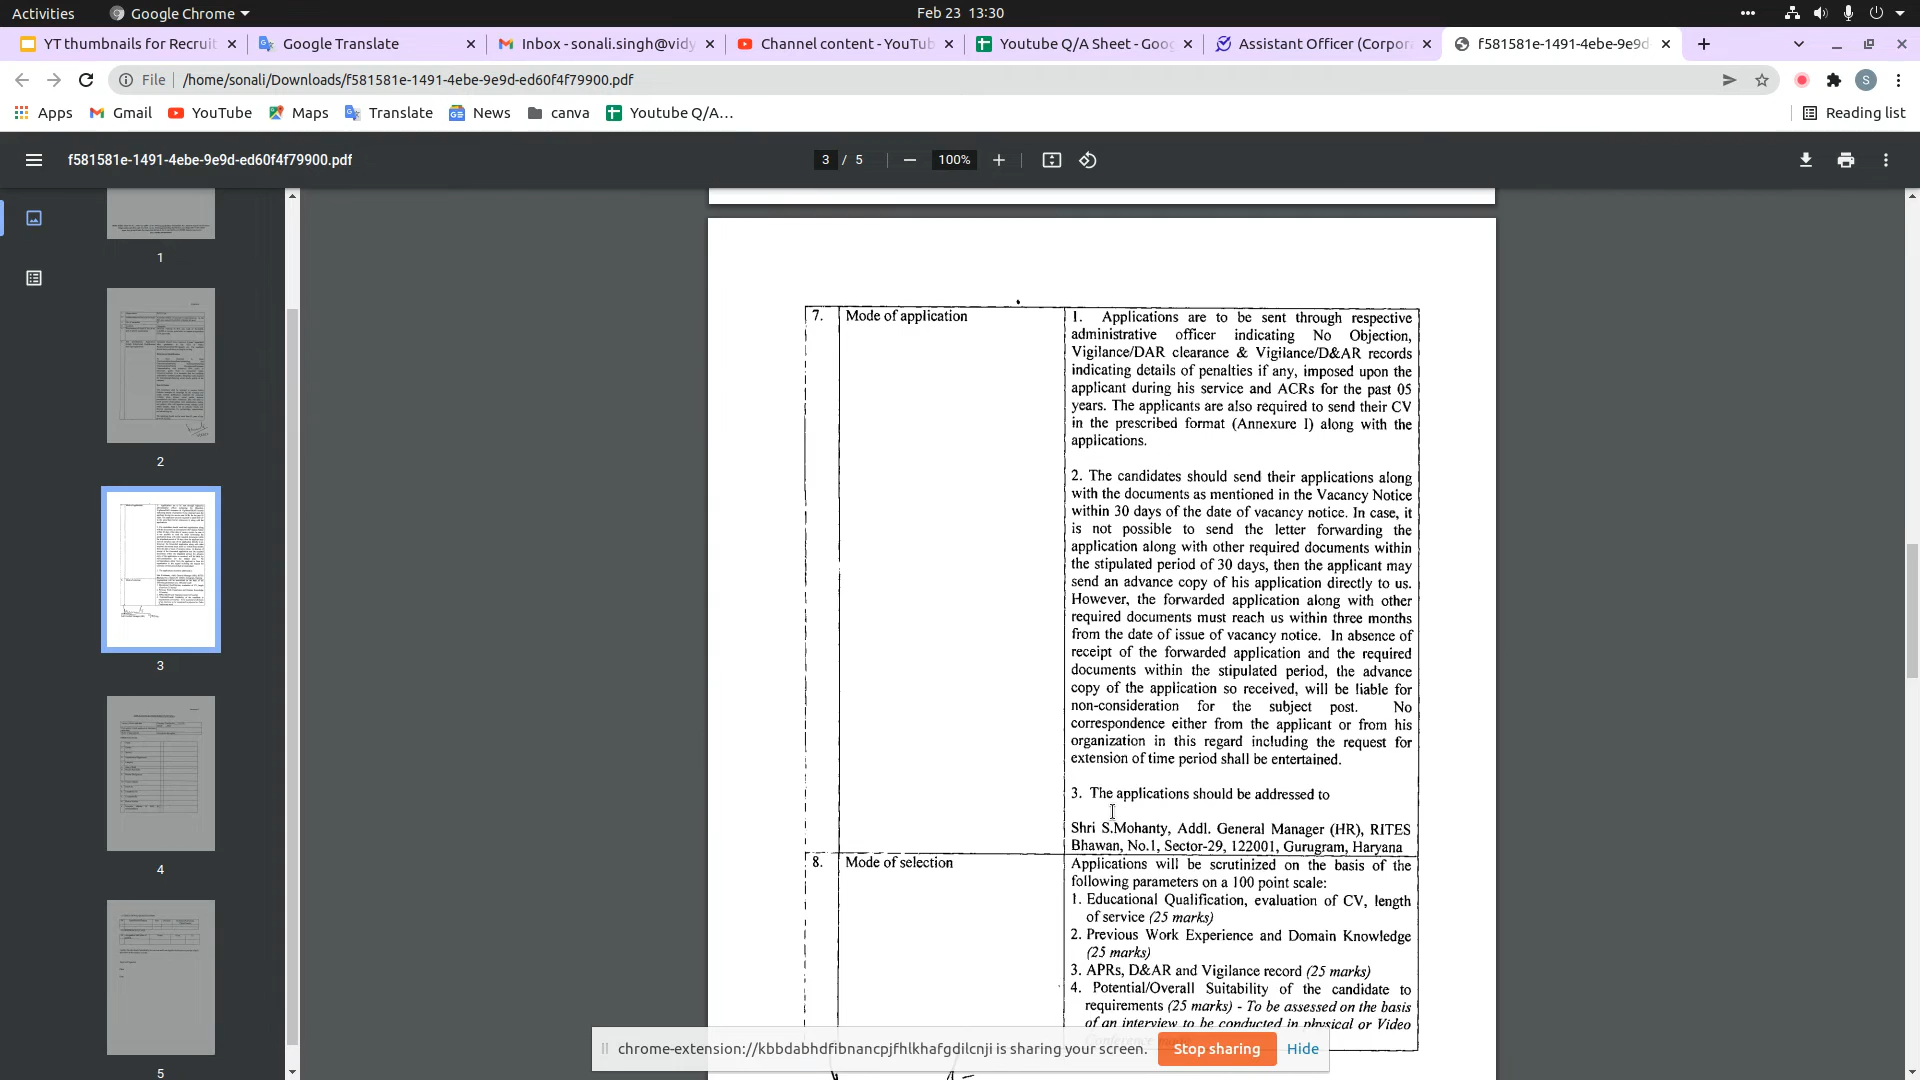 Activities
Google Chrome
Feb 23 13:30
YT thumbnails for Recruit
Google Translate
Inbox - sonali.singh@vidy
Channel content - YouTub
Youtube Q/A Sheet - Goog
Assistant Officer (Corpora
f581581e-1491-4ebe-9e9d
File
/home/sonali/Downloads/f581581e-1491-4ebe-9e9d-ed60f4f79900.pdf
S
Apps
Gmail
YouTube
Maps
Translate
News
canva
Youtube Q/A...
Reading list
f581581e-1491-4ebe-9e9d-ed60f4f79900.pdf
3 / 5
100%
1
2
3
4
5
7.
Mode of application
1. Applications are to be sent through respective
administrative officer indicating No Objection,
Vigilance/DAR clearance & Vigilance/D&AR records
indicating details of penalties if any, imposed upon the
applicant during his service and ACRs for the past 05
years. The applicants are also required to send their CV
in the prescribed format (Annexure I) along with the
applications.
2. The candidates should send their applications along
with the documents as mentioned in the Vacancy Notice
within 30 days of the date of vacancy notice. In case, it
is not possible to send the letter forwarding the
application along with other required documents within
the stipulated period of 30 days, then the applicant may
send an advance copy of his application directly to us.
However, the forwarded application along with other
required documents must reach us within three months
from the date of issue of vacancy notice. In absence of
receipt of the forwarded application and the required
documents within the stipulated period, the advance
copy of the application so received, will be liable for
non-consideration for the subject post. No
correspondence either from the applicant or from his
organization in this regard including the request for
extension of time period shall be entertained.
3. The applications should be addressed to
Shri S.Mohanty, Addl. General Manager (HR), RITES
Bhawan, No.1, Sector-29, 122001, Gurugram, Haryana
8.
Mode of selection
Applications will be scrutinized on the basis of the
following parameters on a 100 point scale:
1. Educational Qualification, evaluation of CV, length
of service (25 marks)
2. Previous Work Experience and Domain Knowledge
(25 marks)
3. APRs, D&AR and Vigilance record (25 marks)
4. Potential/Overall Suitability of the candidate to
requirements (25 marks) - To be assessed on the basis
of an interview to be conducted in physical or Video
chrome-extension://kbbdabhdfibnancpjfhlkhafgdilcnji is sharing your screen.
Stop sharing
Hide